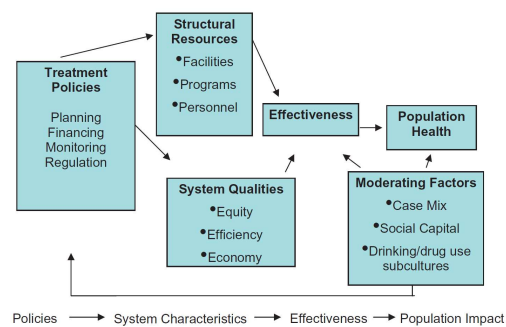 Structural
Resources
•Facilities
•Programs
•Personnel
Treatment
Policies
Planning
Financing
Monitoring
Regulation
Effectiveness
Population
Health
System Qualities
•Equity
•Efficiency
•Economy
Moderating Factors
•Case Mix
•Social Capital
•Drinking/drug use
subcultures
Policies System Characteristics Effectiveness Population Impact